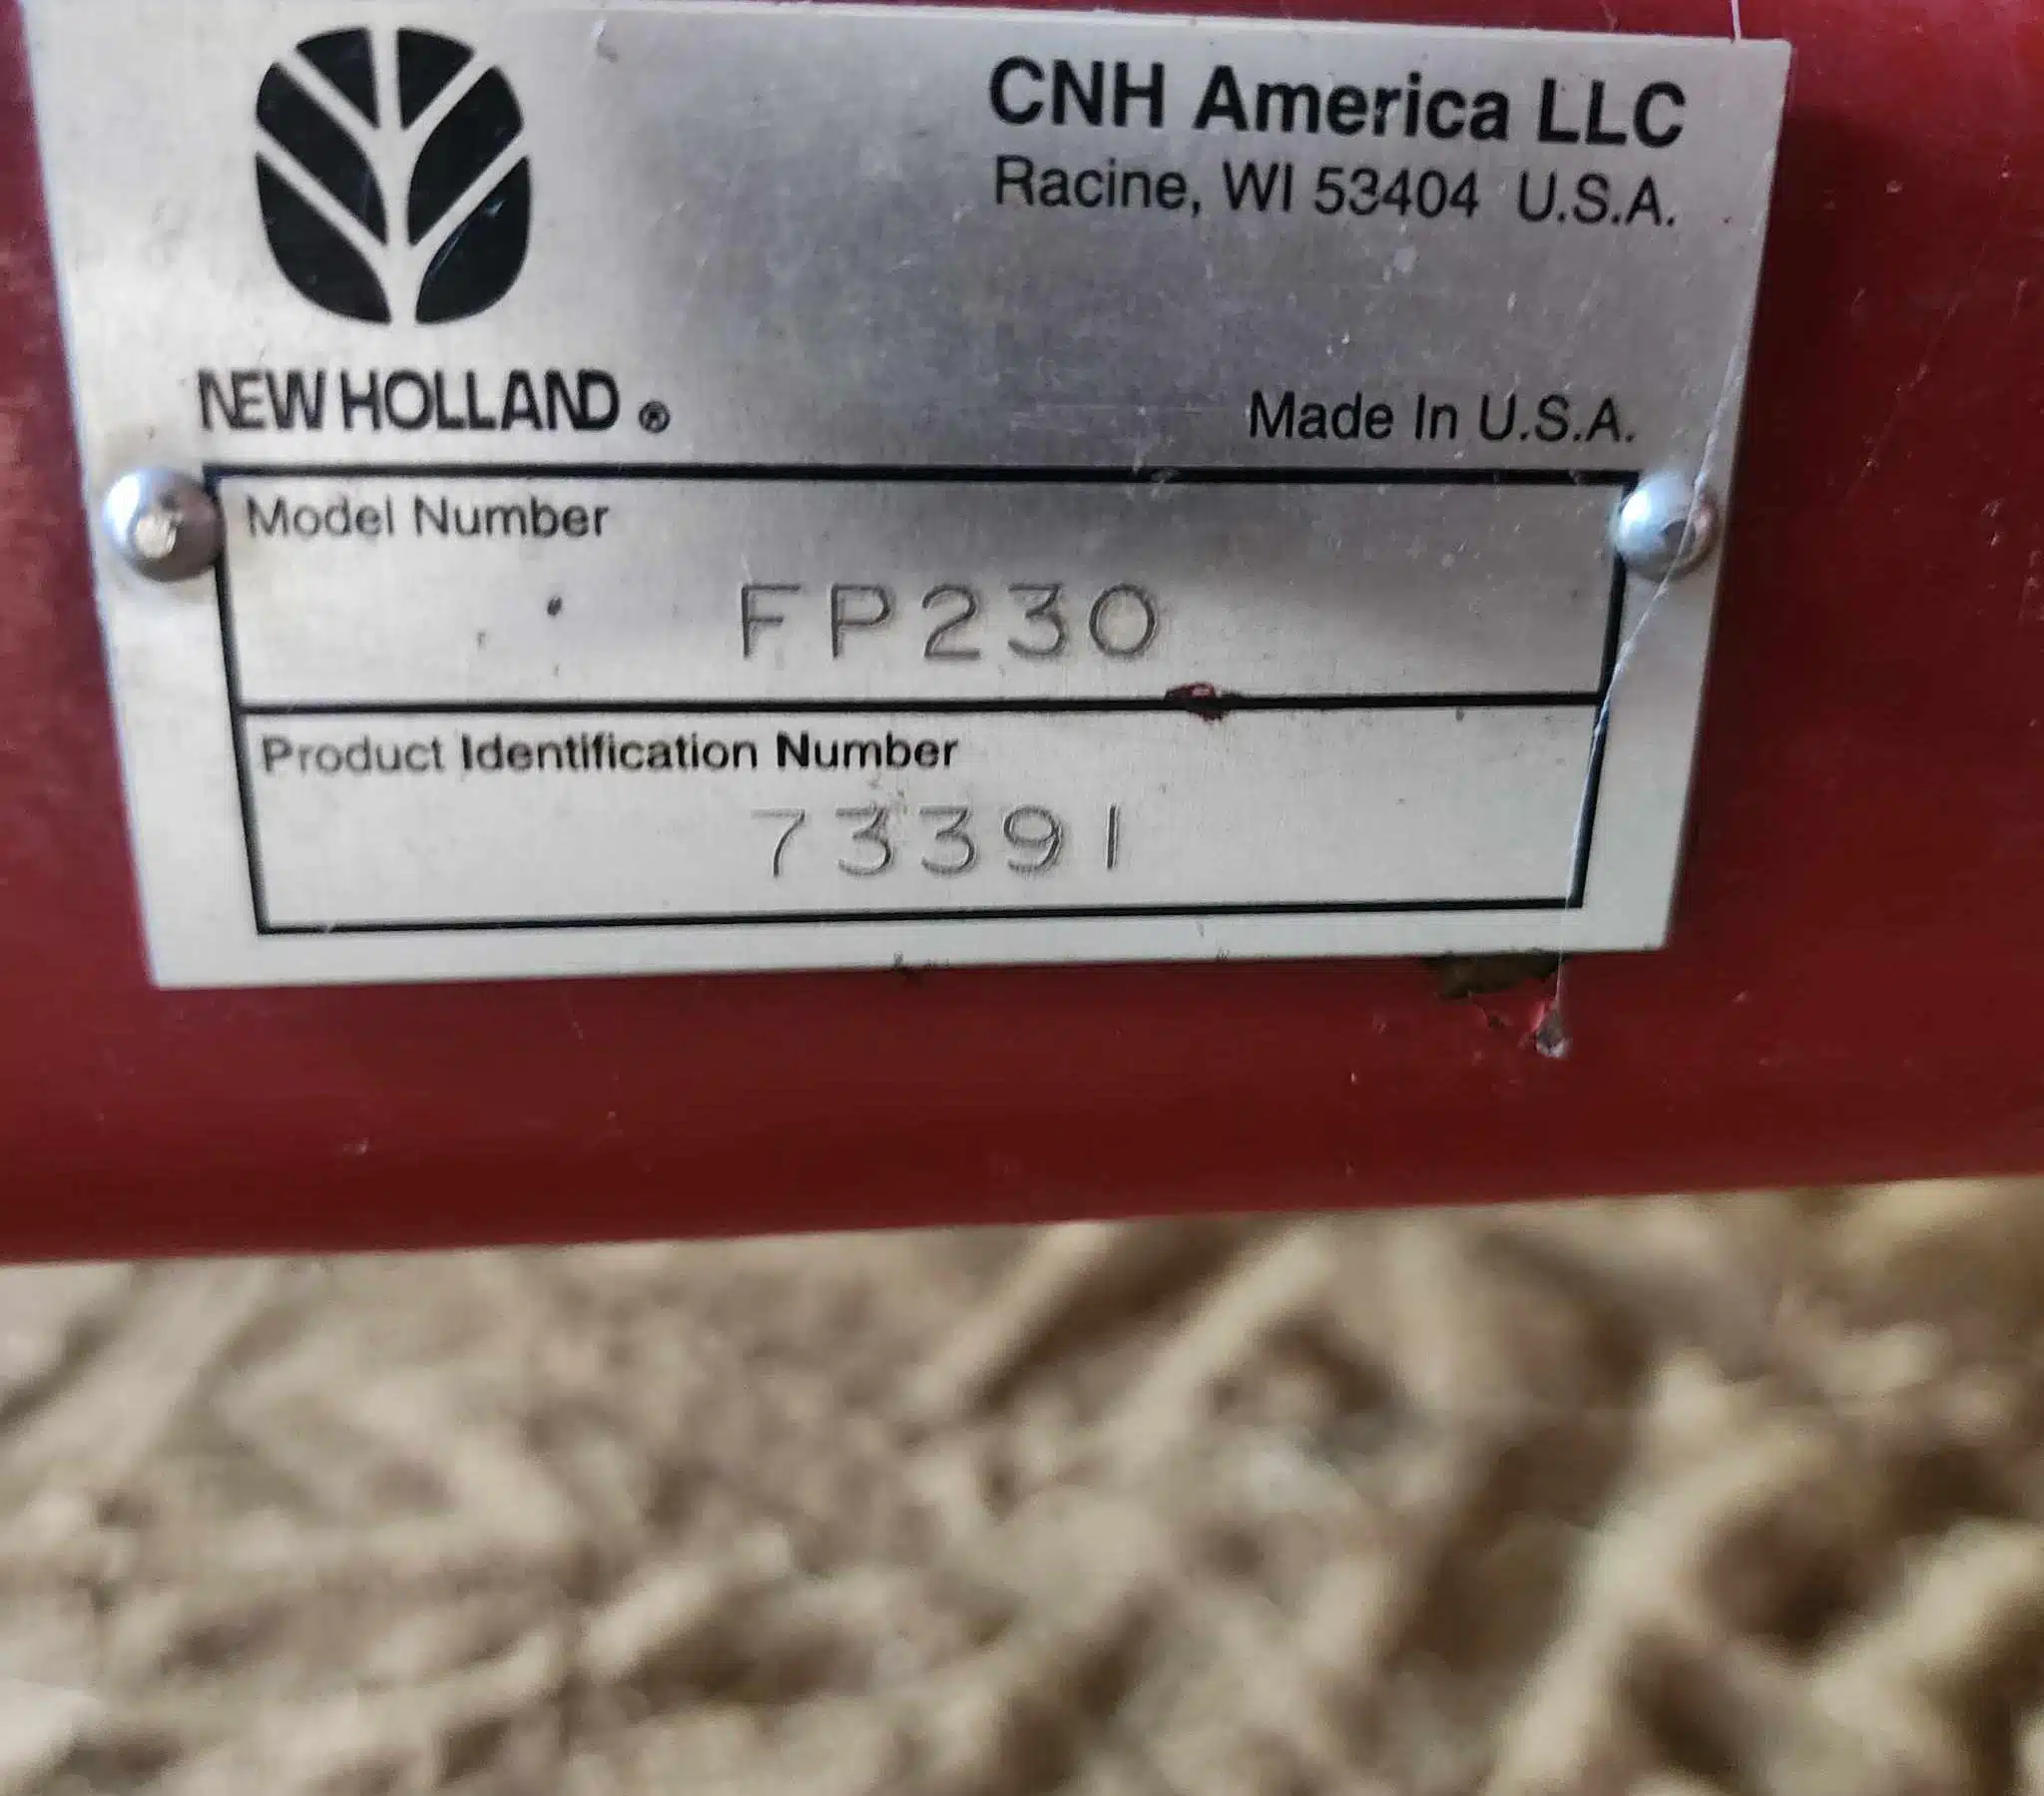 CNH America LLC
Racine, WI 53404 U.S.A.
NEW HOLLAND ®
Made In U.S.A.
Model Number
FP230
Product Identification Number
73391